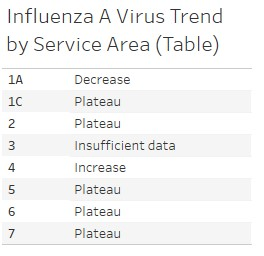 Influenza A Virus Trend
by Service Area (Table)
1A Decrease
1C Plateau
2 Plateau
3 Insufficient data
4 Increase
5 Plateau
6 Plateau
7 Plateau